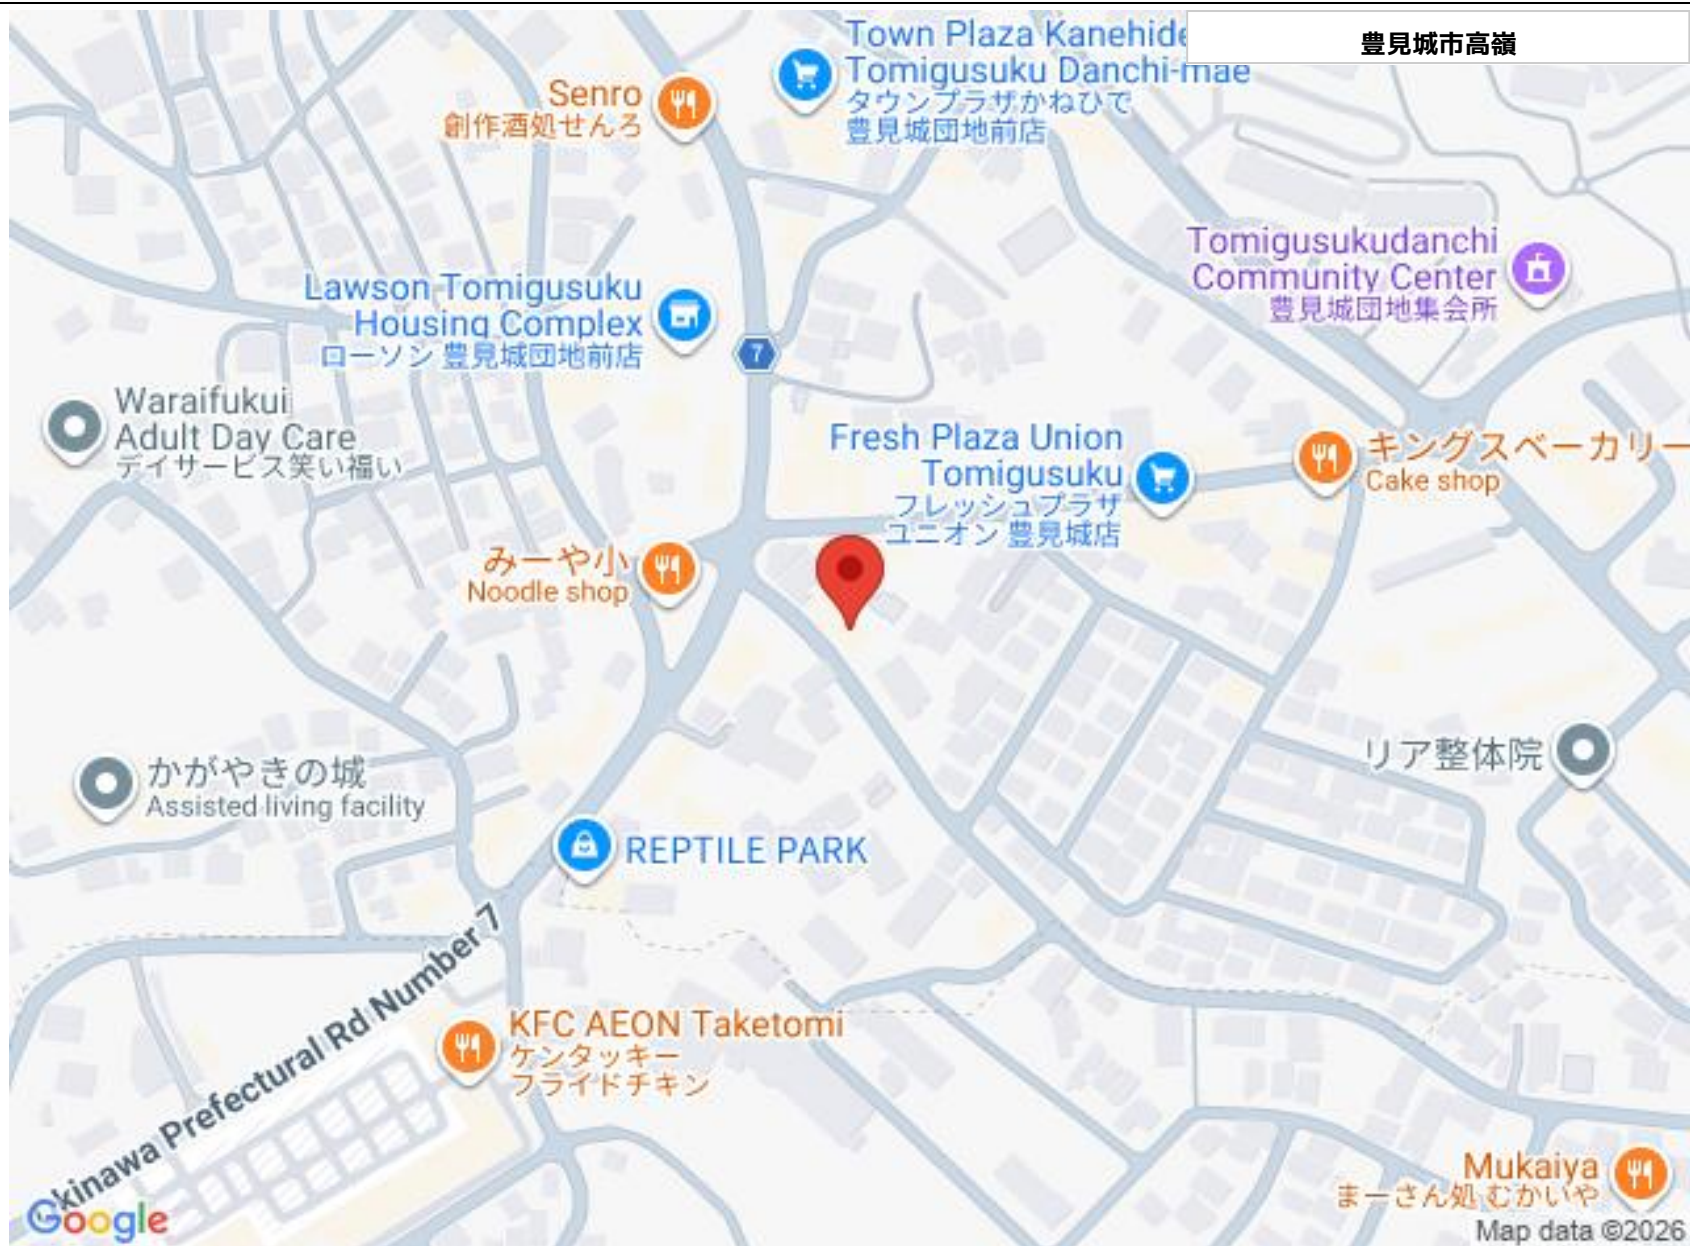 豊見城市高嶺
Town Plaza Kanehide
Tomigusuku Danchi-mae
タウンプラザかねひで
豊見城団地前店
Senro
創作酒処せんろ
Tomigusukudanchi
Community Center
豊見城団地集会所
Lawson Tomigusuku
Housing Complex
ローソン 豊見城団地前店
7
Waraifukui
Adult Day Care
デイサービス笑い福い
Fresh Plaza Union
Tomigusuku
フレッシュプラザ
ユニオン 豊見城店
キングスベーカリー
Cake shop
みーや小
Noodle shop
リア整体院
かがやきの城
Assisted living facility
REPTILE PARK
kinawa Prefectural Rd Number 7
KFC AEON Taketomi
ケンタッキー
フライドチキン
Mukaiya
まーさん処 むかいや
Google
Map data ©2026